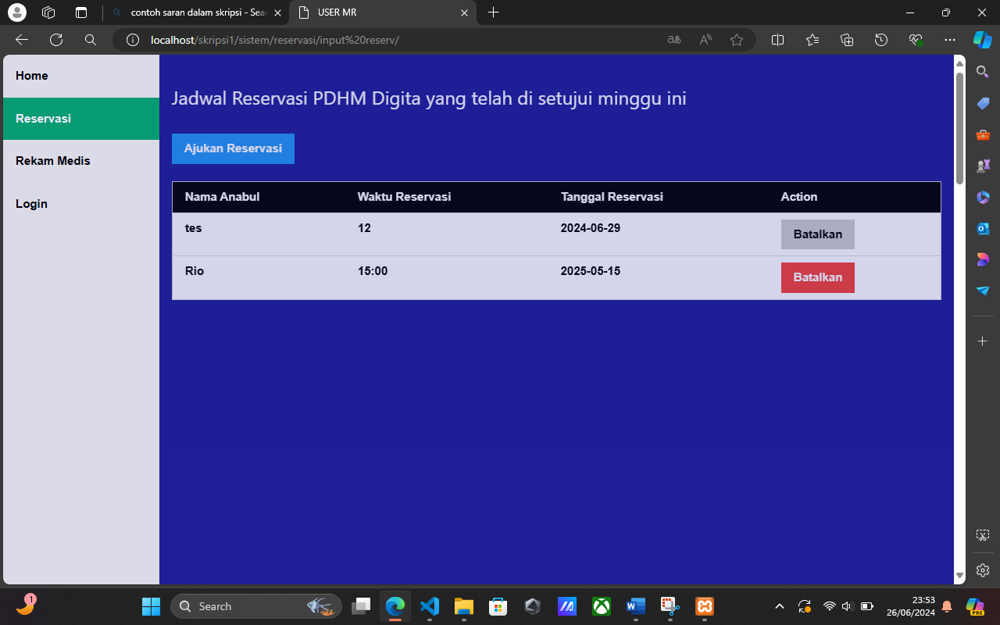 contoh saran dalam skripsi - Sear
USER MR
localhost/skripsi1/sistem/reservasi/input%20reserv/
Home
Reservasi
Rekam Medis
Login
Jadwal Reservasi PDHM Digita yang telah di setujui minggu ini
Ajukan Reservasi
Nama Anabul Waktu Reservasi Tanggal Reservasi Action
tes 12 2024-06-29 Batalkan
Rio 15:00 2025-05-15 Batalkan
1
Search
23:53
26/06/2024
PRE